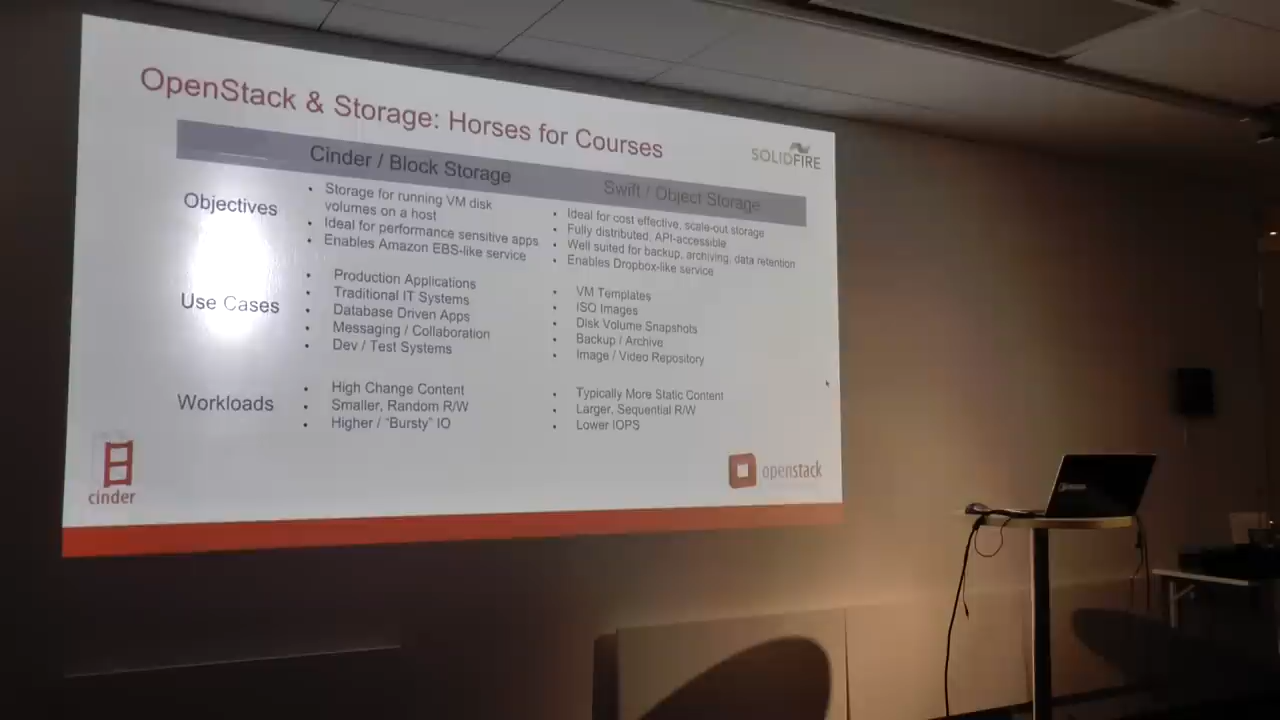 OpenStack & Storage: Horses for Courses
SOLIDFIRE
Cinder / Block Storage
Swift / Object Storage
Objectives
• Storage for running VM disk
volumes on a host
• Ideal for performance sensitive apps
• Enables Amazon EBS-like service
• Ideal for cost effective, scale-out storage
• Fully distributed, API-accessible
• Well suited for backup, archiving, data retention
• Enables Dropbox-like service
Use Cases
• Production Applications
• Traditional IT Systems
• Database Driven Apps
• Messaging / Collaboration
• Dev / Test Systems
• VM Templates
• ISO Images
• Disk Volume Snapshots
• Backup / Archive
• Image / Video Repository
Workloads
• High Change Content
• Smaller, Random R/W
• Higher / “Bursty” IO
• Typically More Static Content
• Larger, Sequential R/W
• Lower IOPS
cinder
openstack